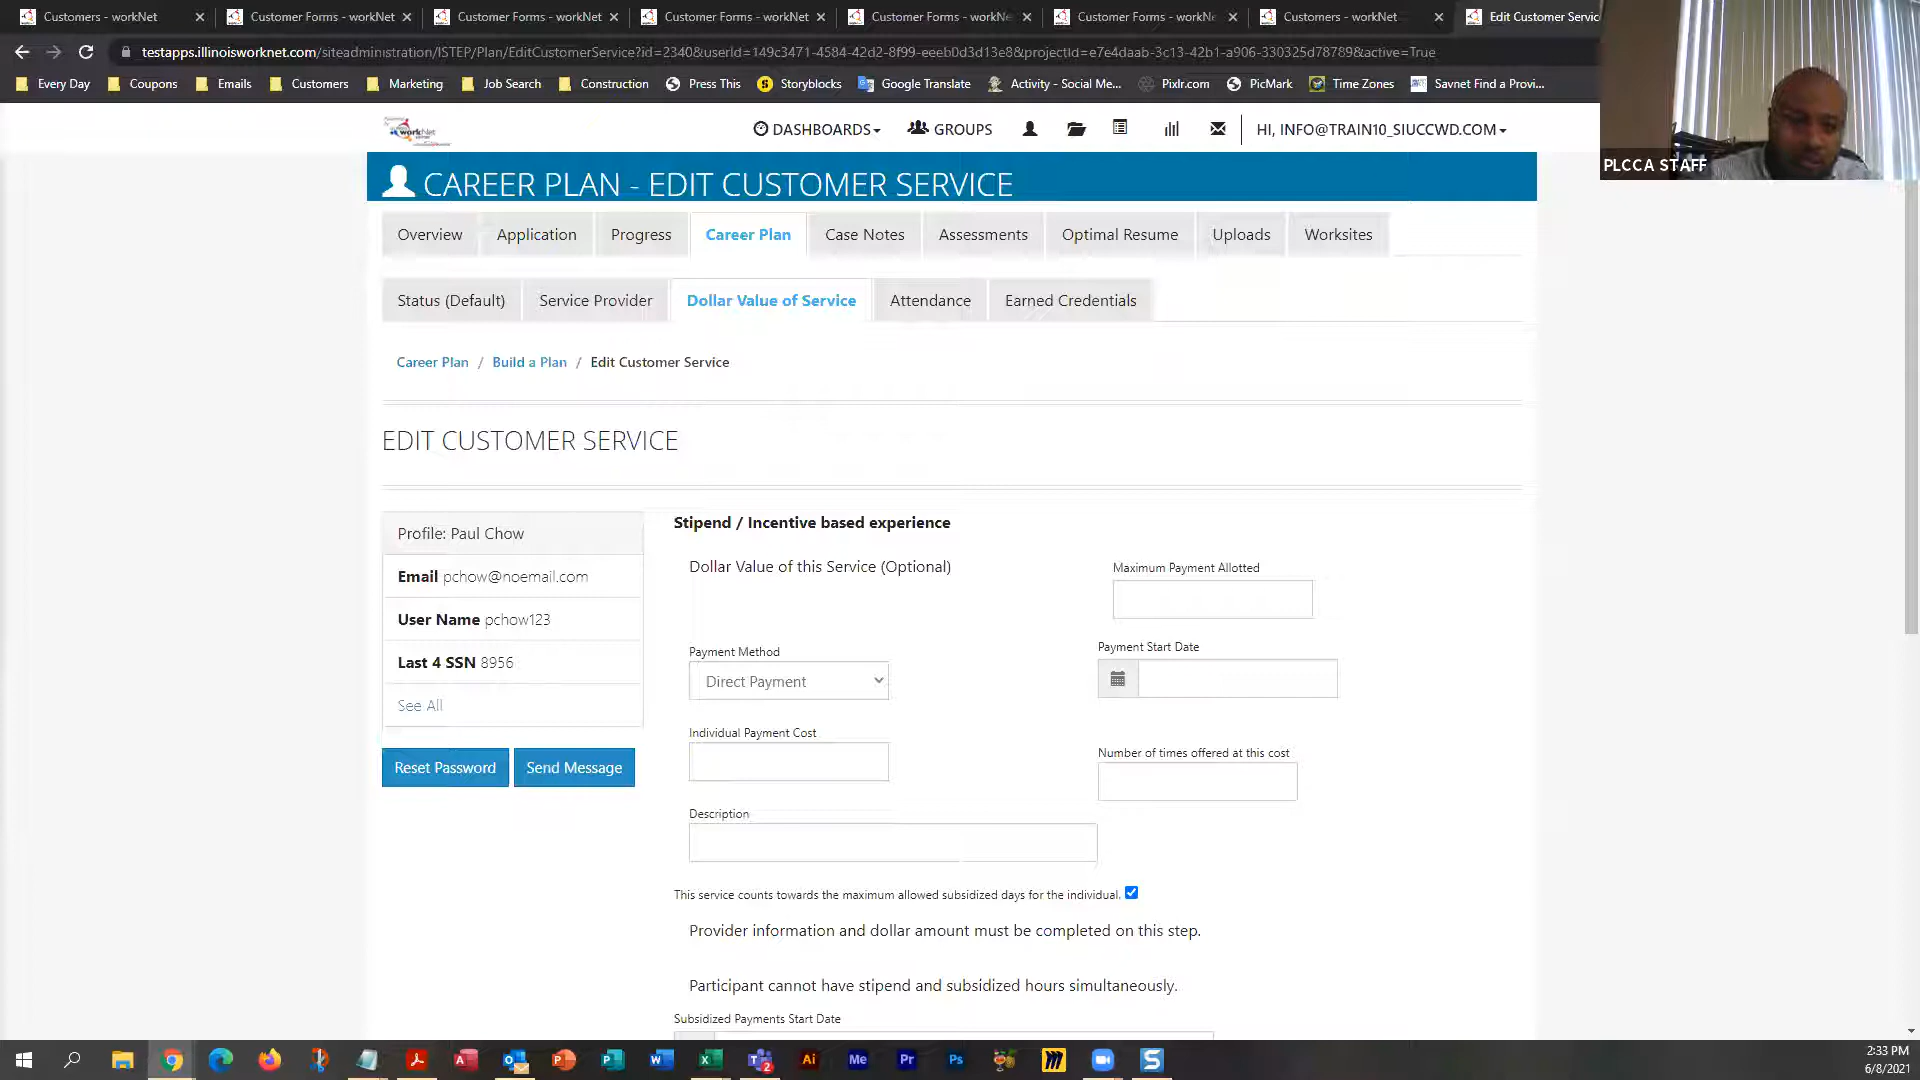 Customers - workNet
Customer Forms - workNet
Customer Forms - workNet
Customer Forms - workNet
Customer Forms - workNe
Customer Forms - workNe
Customers - workNet
Edit Customer Servic
testapps.illinoisworknet.com/siteadministration/ISTEP/Plan/EditCustomerService?id=2340&userId=149c3471-4584-42d2-8f99-eeeb0d3d13e8&projectId=e7e4daab-3c13-42b1-a906-330325d78789&active=True
Every Day
Coupons
Emails
Customers
Marketing
Job Search
Construction
Press This
Storyblocks
Google Translate
Activity - Social Me...
Pixlr.com
PicMark
Time Zones
Savnet Find a Provi...
workNet
DASHBOARDS
GROUPS
HI, INFO@TRAIN10_SIUCCWD.COM
PLCCA STAFF
CAREER PLAN - EDIT CUSTOMER SERVICE
Overview
Application
Progress
Career Plan
Case Notes
Assessments
Optimal Resume
Uploads
Worksites
Status (Default)
Service Provider
Dollar Value of Service
Attendance
Earned Credentials
Career Plan / Build a Plan / Edit Customer Service
EDIT CUSTOMER SERVICE
Profile: Paul Chow
Email pchow@noemail.com
User Name pchow123
Last 4 SSN 8956
See All
Reset Password
Send Message
Stipend / Incentive based experience
Dollar Value of this Service (Optional)
Maximum Payment Allotted
Payment Method
Direct Payment
Payment Start Date
Individual Payment Cost
Number of times offered at this cost
Description
This service counts towards the maximum allowed subsidized days for the individual.
Provider information and dollar amount must be completed on this step.
Participant cannot have stipend and subsidized hours simultaneously.
Subsidized Payments Start Date
2:33 PM
6/8/2021